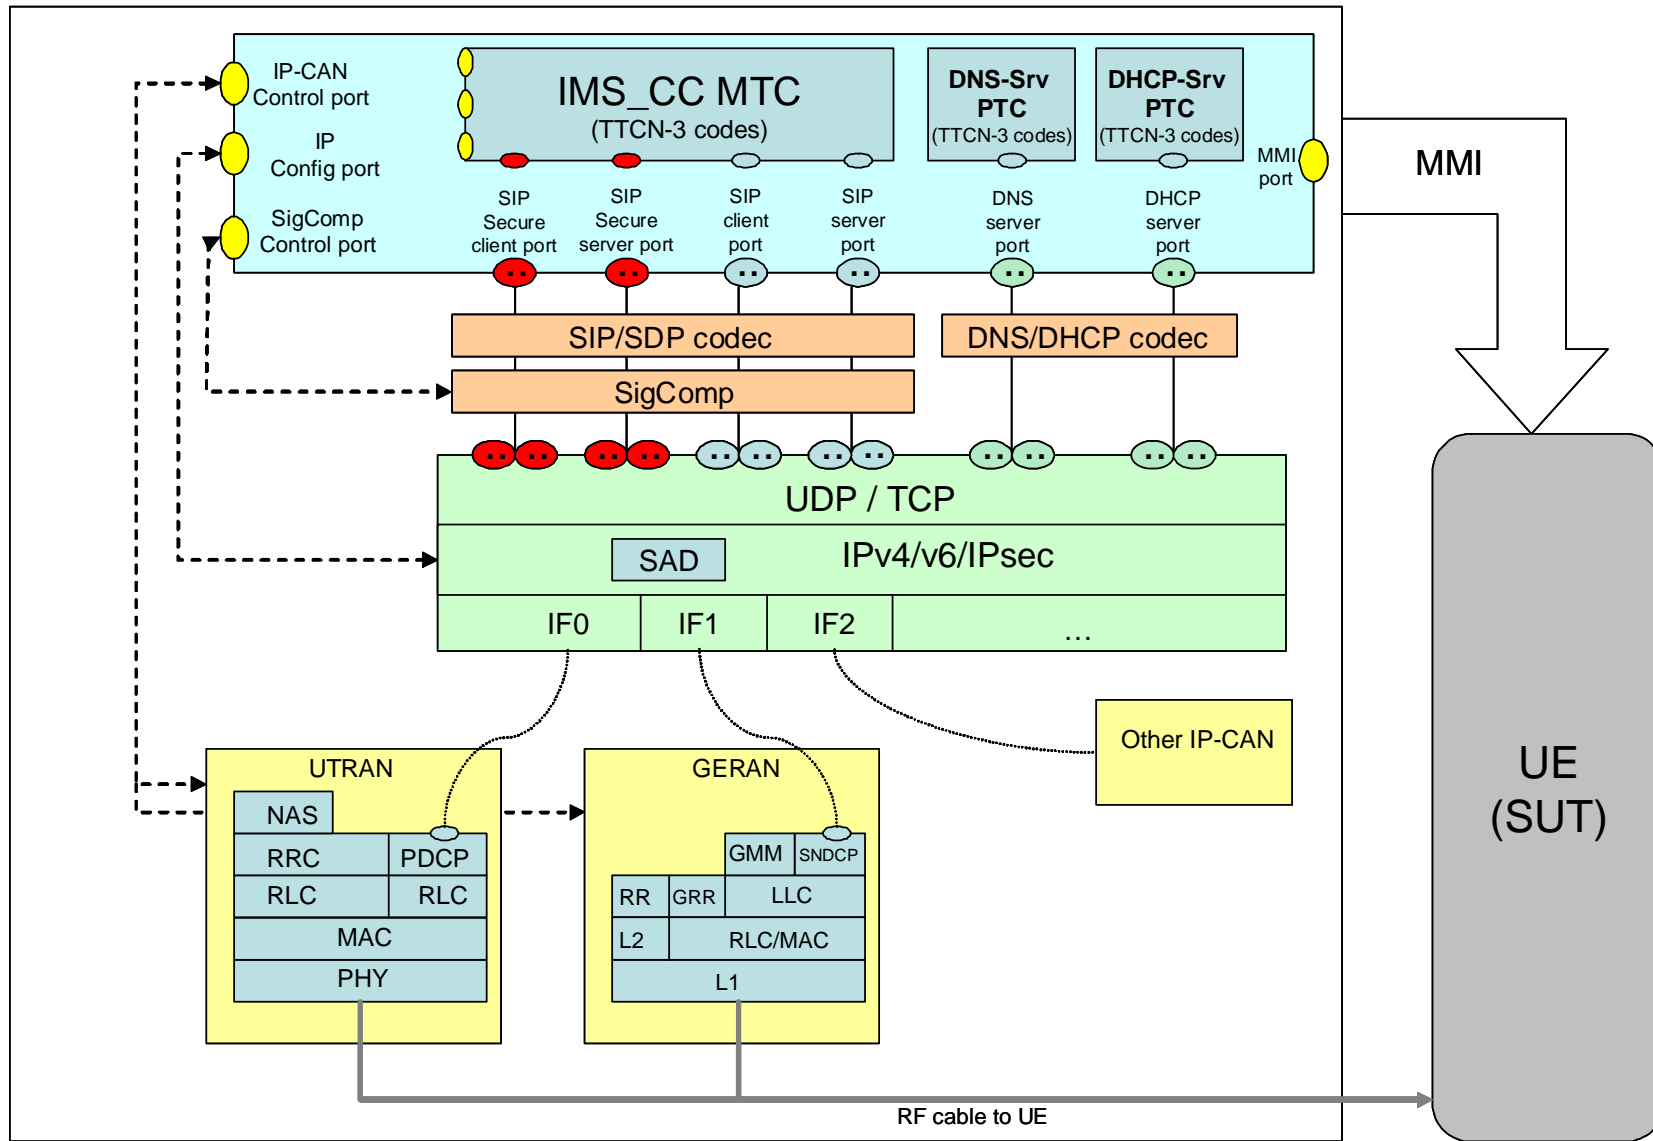 IP-CAN
Control port
IP
Config port
SigComp
Control port
IMS_CC MTC
(TTCN-3 codes)
DNS-Srv
PTC
(TTCN-3 codes)
DHCP-Srv
PTC
(TTCN-3 codes)
MMI
port
MMI
SIP
Secure
client port
SIP
Secure
server port
SIP
client
port
SIP
server
port
DNS
server
port
DHCP
server
port
SIP/SDP codec
DNS/DHCP codec
SigComp
UDP / TCP
SAD
IPv4/v6/IPsec
IF0
IF1
IF2
...
Other IP-CAN
UTRAN
NAS
RRC
PDCP
RLC
RLC
MAC
PHY
GERAN
GMM
SNDCP
RR
GRR
LLC
L2
RLC/MAC
L1
UE
(SUT)
RF cable to UE